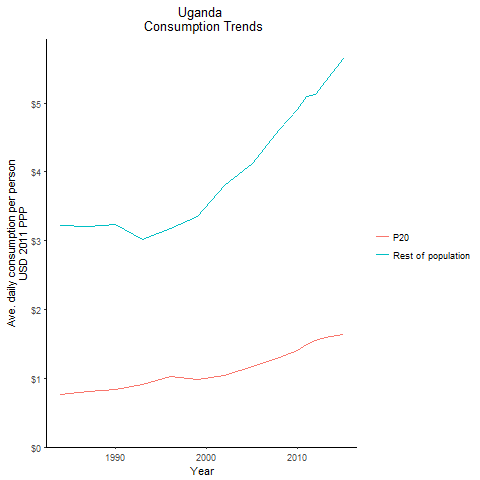 Uganda
Consumption Trends
Ave. daily consumption per person
USD 2011 PPP
$5
$4
$3
$2
$1
$0
1990
2000
2010
Year
P20
Rest of population